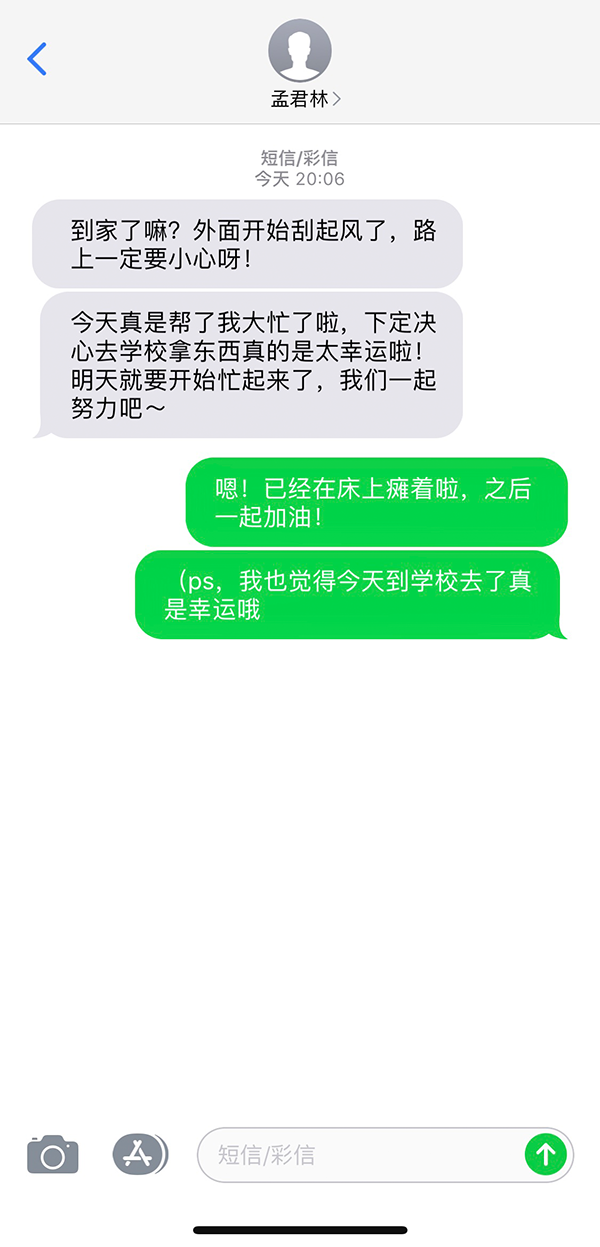 孟君林
短信/彩信
今天 20:06
到家了嘛？外面开始刮起风了，路
上一定要小心呀！
今天真是帮了我大忙了啦，下定决
心去学校拿东西真的是太幸运啦！
明天就要开始忙起来了，我们一起
努力吧～
嗯！已经在床上瘫着啦，之后
一起加油！
（ps，我也觉得今天到学校去了真
是幸运哦
短信/彩信